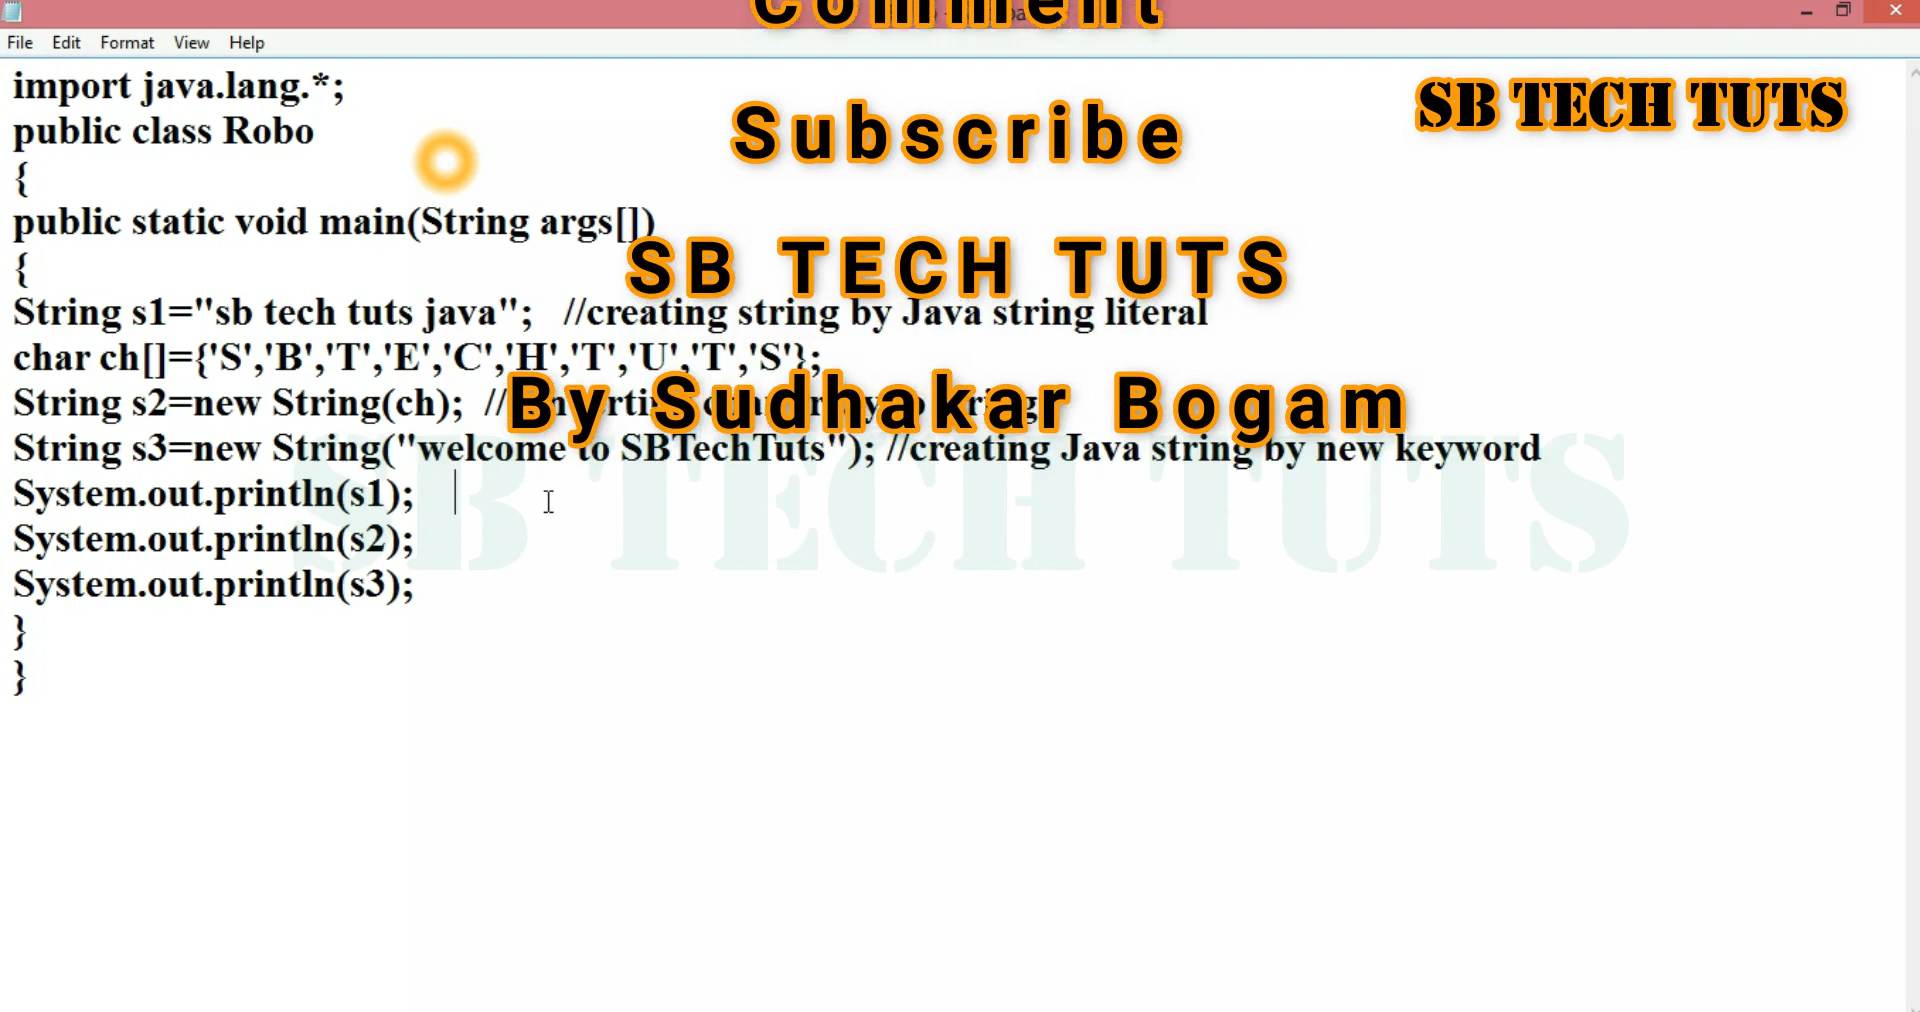 Comment
File Edit Format View Help
import java.lang.*;
SB TECH TUTS
public class Robo
Subscribe
{
public static void main(String args[])
{
SB TECH TUTS
String s1="sb tech tuts java"; //creating string by Java string literal
char ch[]={'S','B','T','E','C','H','T','U','T','S'};
String s2=new String(ch); //
By Sudhakar Bogam
String s3=new String("welcome to SBTechTuts"); //creating Java string by new keyword
System.out.println(s1);
SB TECH TUTS
System.out.println(s2);
System.out.println(s3);
}
}